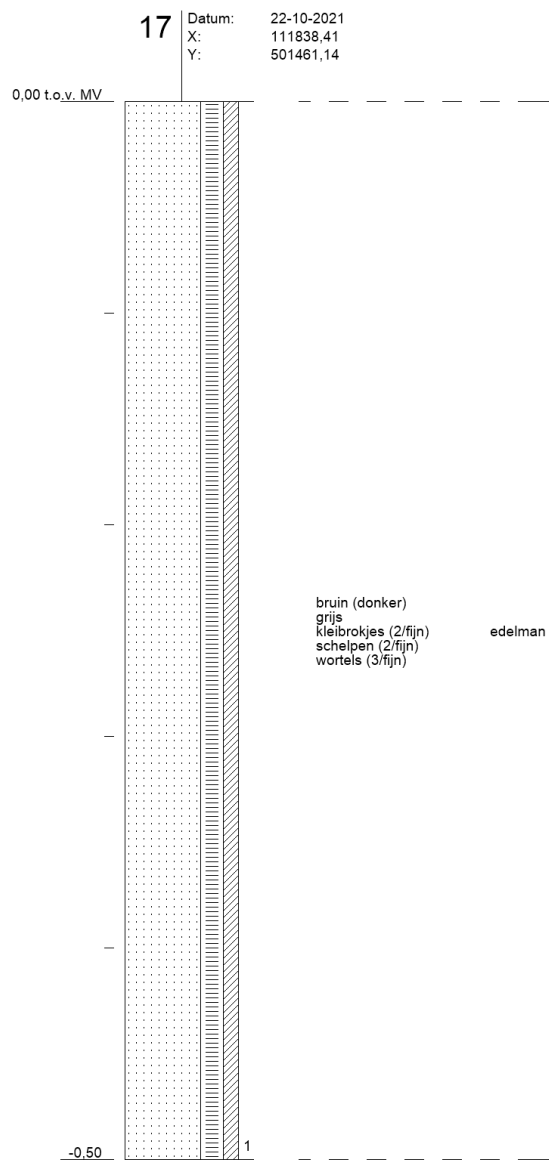 17
Datum: 22-10-2021
X: 111838,41
Y: 501461,14
0,00 t.o.v. MV
bruin (donker)
grijs
kleibrokjes (2/fijn) edelman
schelpen (2/fijn)
wortels (3/fijn)
1
-0,50